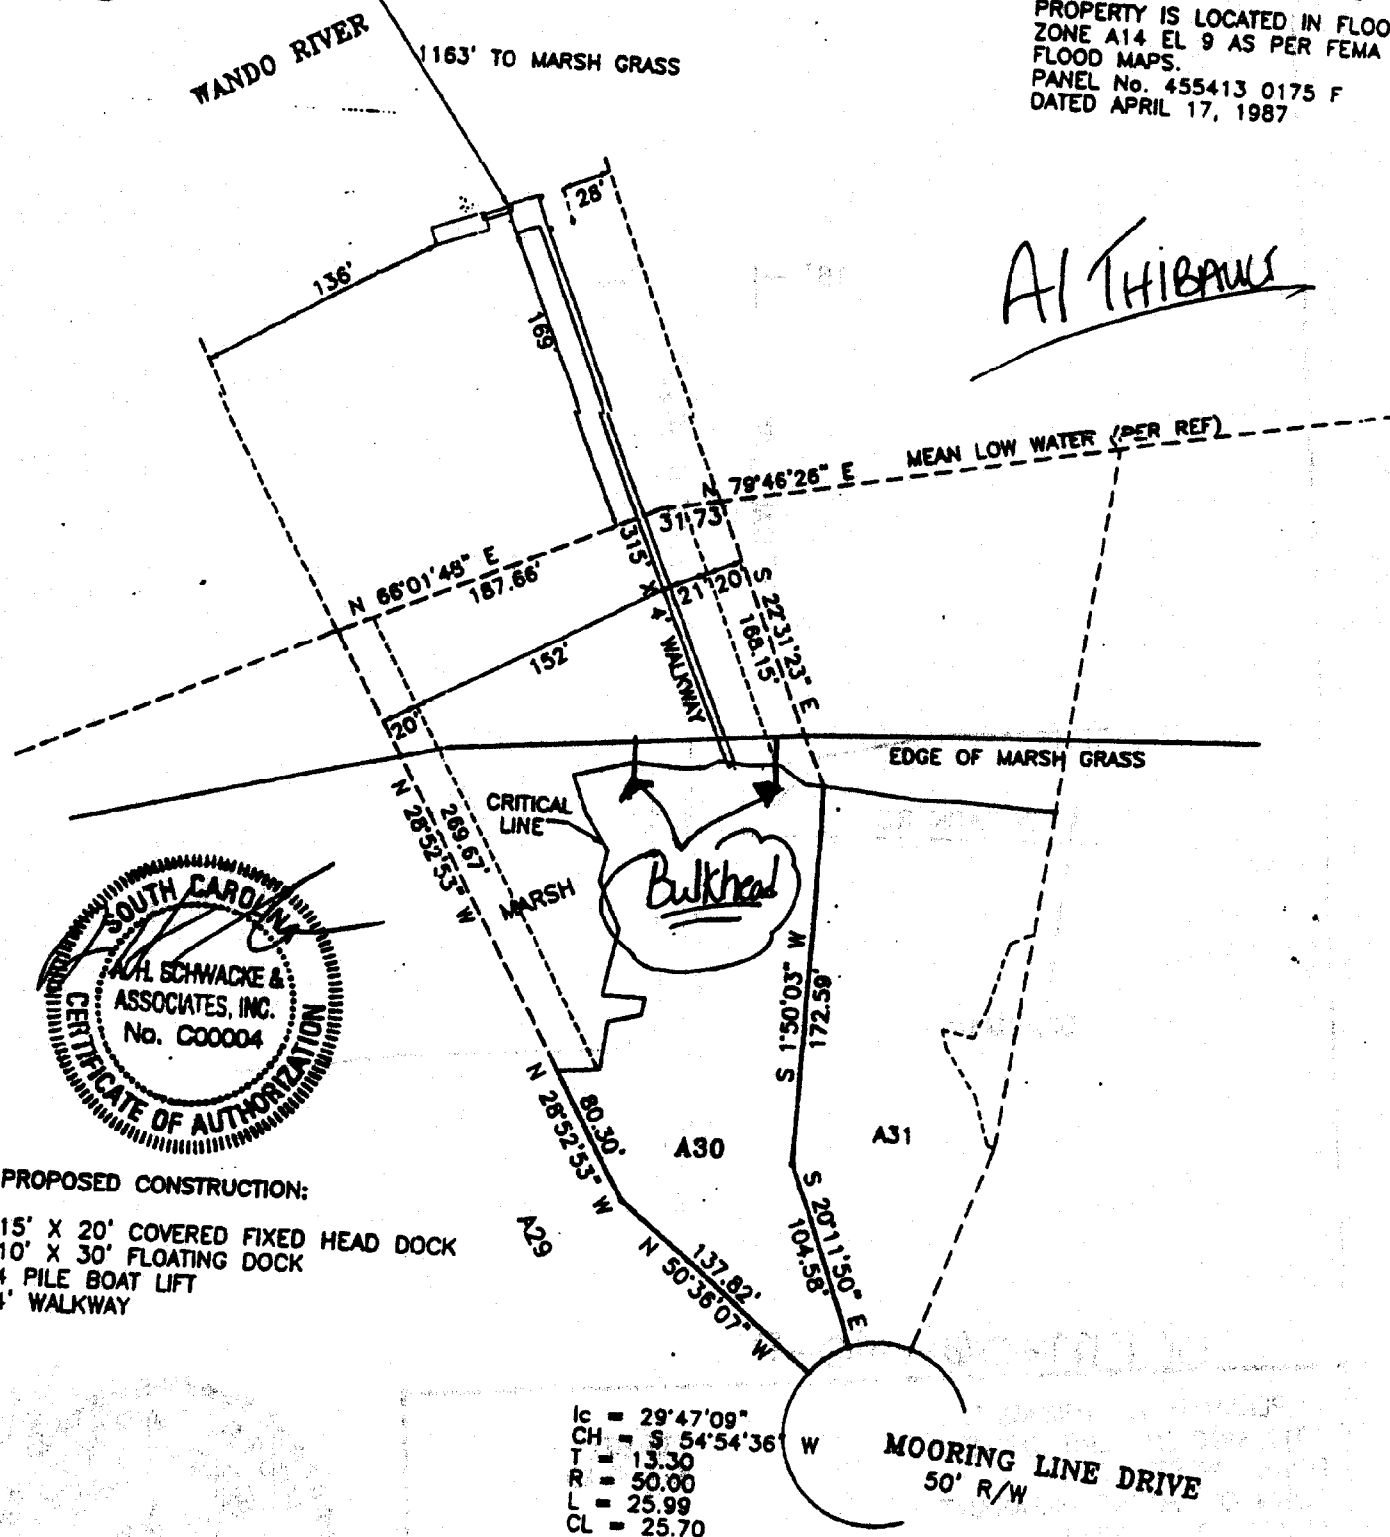 WANDO RIVER
1163' TO MARSH GRASS
PROPERTY IS LOCATED IN FLOO
ZONE A14 EL 9 AS PER FEMA
FLOOD MAPS.
PANEL No. 455413 0175 F
DATED APRIL 17, 1987
28'
136'
169'
Al THIBAULT
MEAN LOW WATER (PER REF)
N 79°46'26" E
31.73'
N 66°01'48" E
187.66'
315' X 4' WALKWAY
21'
20'
S 22°31'23" E
168.15'
152'
20'
EDGE OF MARSH GRASS
CRITICAL
LINE
N 28°52'53" W
269.67'
MARSH
Bulkhead
SOUTH CAROLINA
A.H. SCHWACKE &
ASSOCIATES, INC.
No. C00004
CERTIFICATE OF AUTHORIZATION
S 1°50'03" W
172.59'
N 28°52'53" W
80.30'
A30
A31
PROPOSED CONSTRUCTION:
15' X 20' COVERED FIXED HEAD DOCK
10' X 30' FLOATING DOCK
4 PILE BOAT LIFT
4' WALKWAY
A29
N 50°36'07" W
137.82'
S 20°11'50" E
104.58'
lc = 29°47'09"
CH = S 54°54'36" W
T = 13.30
R = 50.00
L = 25.99
CL = 25.70
MOORING LINE DRIVE
50' R/W